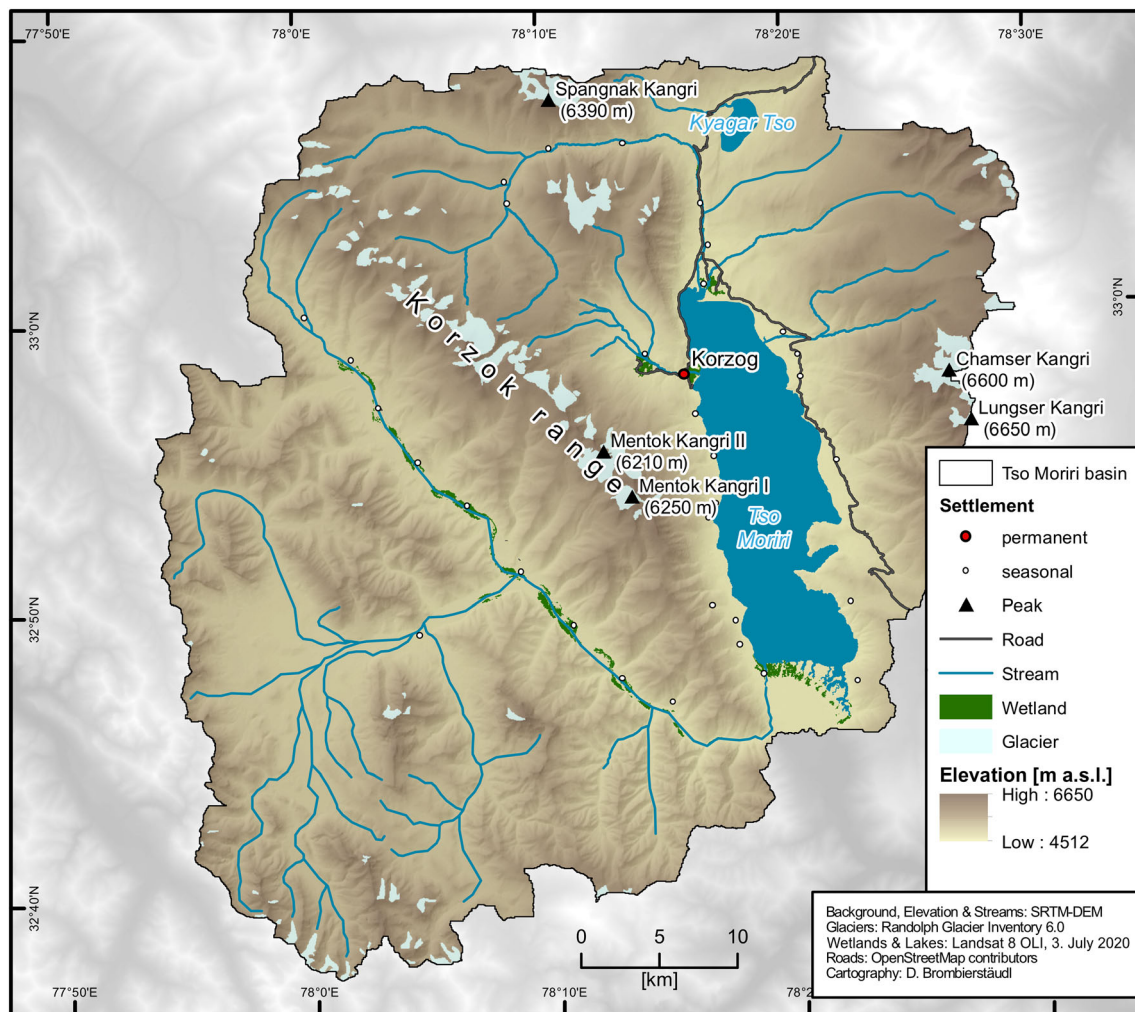 77°50'E
78°0'E
78°10'E
78°20'E
78°30'E
Spangnak Kangri
(6390 m)
Kyagar Tso
33°0'N
33°0'N
Korzok range
Korzog
Chamser Kangri
(6600 m)
Lungser Kangri
(6650 m)
Mentok Kangri II
(6210 m)
Mentok Kangri I
(6250 m)
Tso
Moriri
32°50'N
32°40'N
Tso Moriri basin
Settlement
permanent
seasonal
Peak
Road
Stream
Wetland
Glacier
Elevation [m a.s.l.]
High : 6650
Low : 4512
Background, Elevation & Streams: SRTM-DEM
Glaciers: Randolph Glacier Inventory 6.0
Wetlands & Lakes: Landsat 8 OLI, 3. July 2020
Roads: OpenStreetMap contributors
Cartography: D. Brombierstäudl
0 5 10
[km]
77°50'E
78°0'E
78°10'E